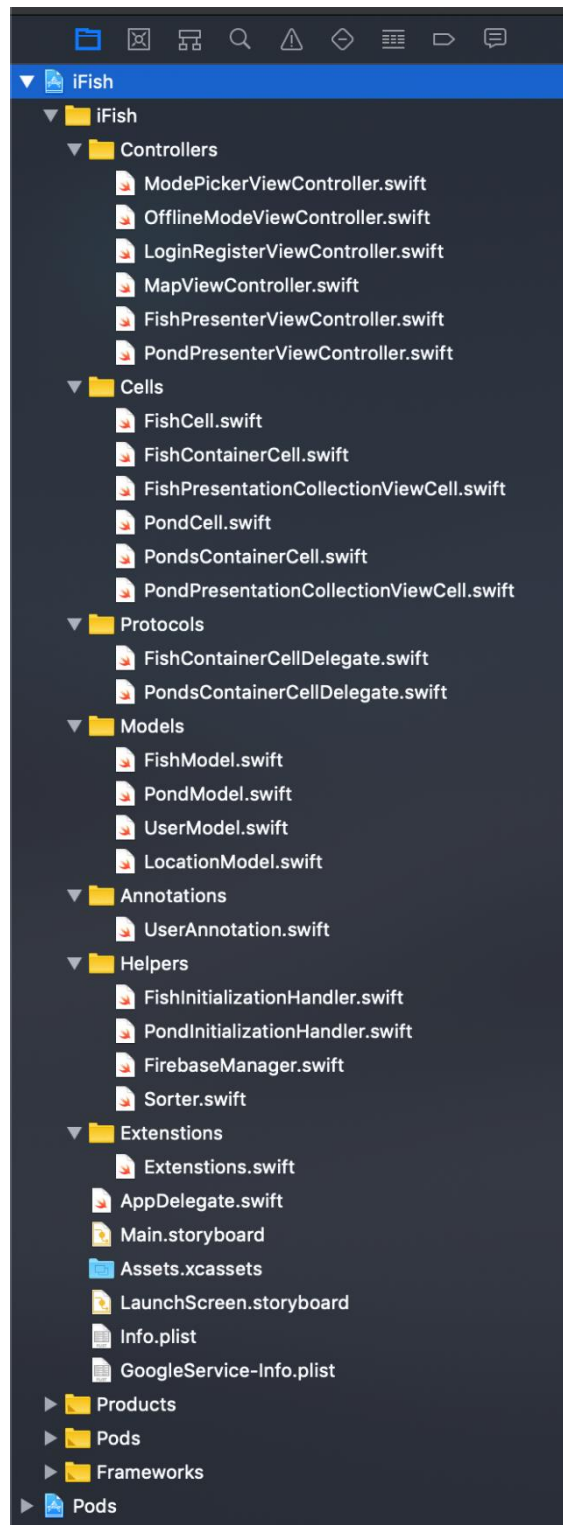 iFish
iFish
Controllers
ModePickerViewController.swift
OfflineModeViewController.swift
LoginRegisterViewController.swift
MapViewController.swift
FishPresenterViewController.swift
PondPresenterViewController.swift
Cells
FishCell.swift
FishContainerCell.swift
FishPresentationCollectionViewCell.swift
PondCell.swift
PondsContainerCell.swift
PondPresentationCollectionViewCell.swift
Protocols
FishContainerCellDelegate.swift
PondsContainerCellDelegate.swift
Models
FishModel.swift
PondModel.swift
UserModel.swift
LocationModel.swift
Annotations
UserAnnotation.swift
Helpers
FishInitializationHandler.swift
PondInitializationHandler.swift
FirebaseManager.swift
Sorter.swift
Extenstions
Extenstions.swift
AppDelegate.swift
Main.storyboard
Assets.xcassets
LaunchScreen.storyboard
Info.plist
GoogleService-Info.plist
Products
Pods
Frameworks
Pods